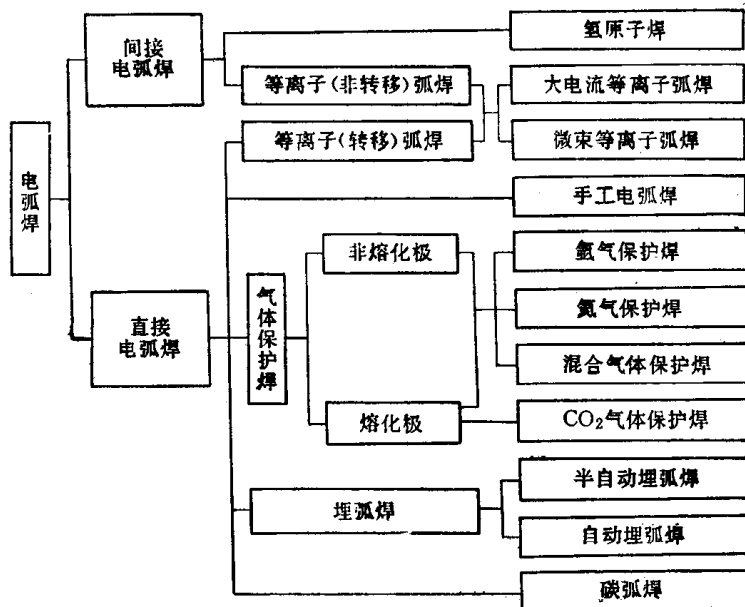 电弧焊
间接
电弧焊
直接
电弧焊
氢原子焊
等离子(非转移)弧焊
等离子(转移)弧焊
大电流等离子弧焊
微束等离子弧焊
手工电弧焊
气体保护焊
非熔化极
熔化极
氩气保护焊
氦气保护焊
混合气体保护焊
CO₂气体保护焊
埋弧焊
半自动埋弧焊
自动埋弧焊
碳弧焊